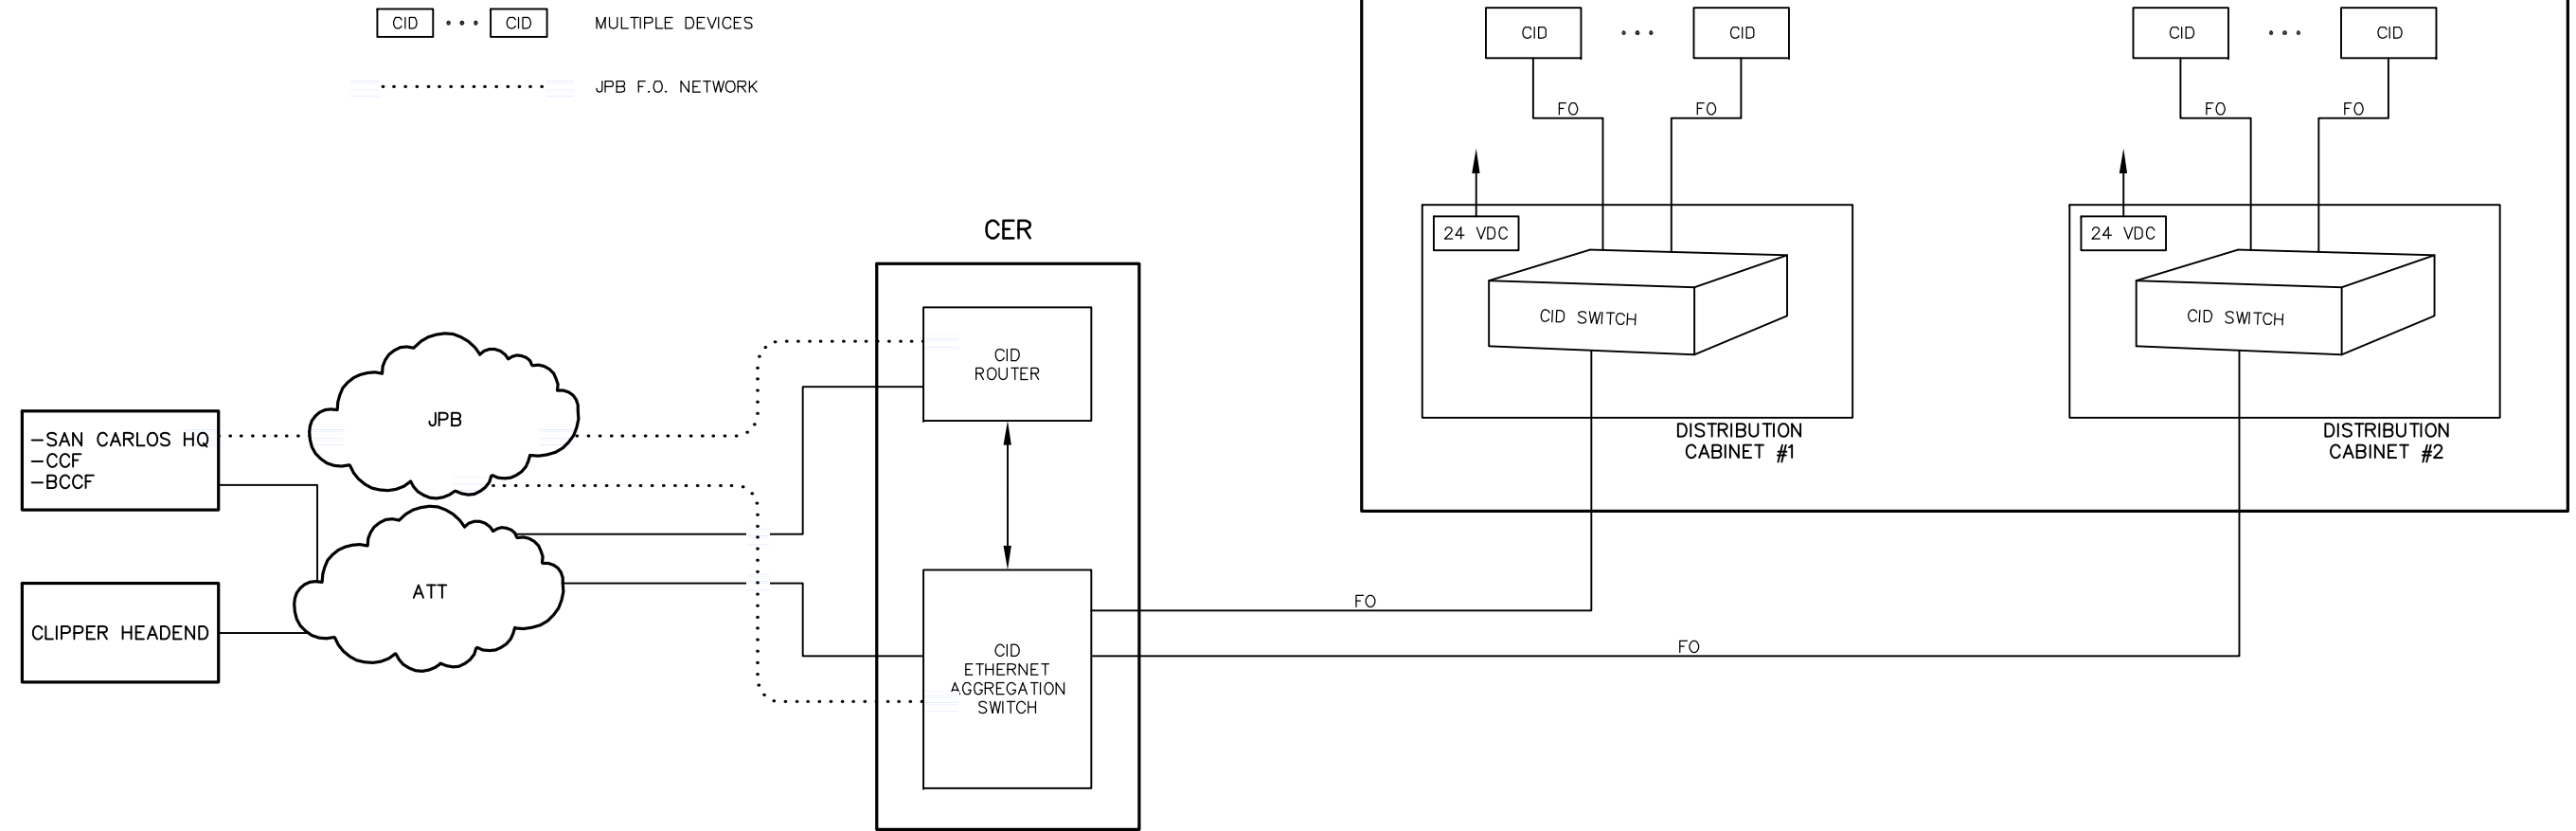 CID CID MULTIPLE DEVICES
JPB F.O. NETWORK
CID CID CID CID
FO FO FO FO
24 VDC 24 VDC
CID SWITCH CID SWITCH
DISTRIBUTION
CABINET #1
DISTRIBUTION
CABINET #2
CER
CID
ROUTER
JPB
-SAN CARLOS HQ
-CCF
-BCCF
ATT
CLIPPER HEADEND
FO
FO
CID
ETHERNET
AGGREGATION
SWITCH